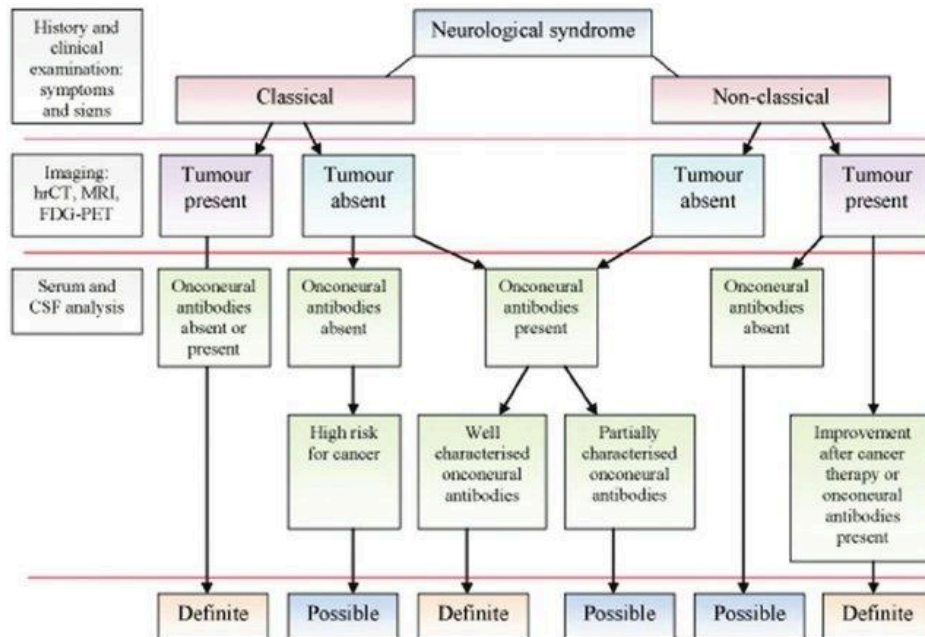 History and
clinical
examination:
symptoms
and signs
Neurological syndrome
Classical
Non-classical
Imaging:
hrCT, MRI,
FDG-PET
Tumour
present
Tumour
absent
Tumour
absent
Tumour
present
Serum and
CSF analysis
Onconeural
antibodies
absent or
present
Onconeural
antibodies
absent
Onconeural
antibodies
present
Onconeural
antibodies
absent
High risk
for cancer
Well
characterised
onconeural
antibodies
Partially
characterised
onconeural
antibodies
Improvement
after cancer
therapy or
onconeural
antibodies
present
Definite
Possible
Definite
Possible
Possible
Definite